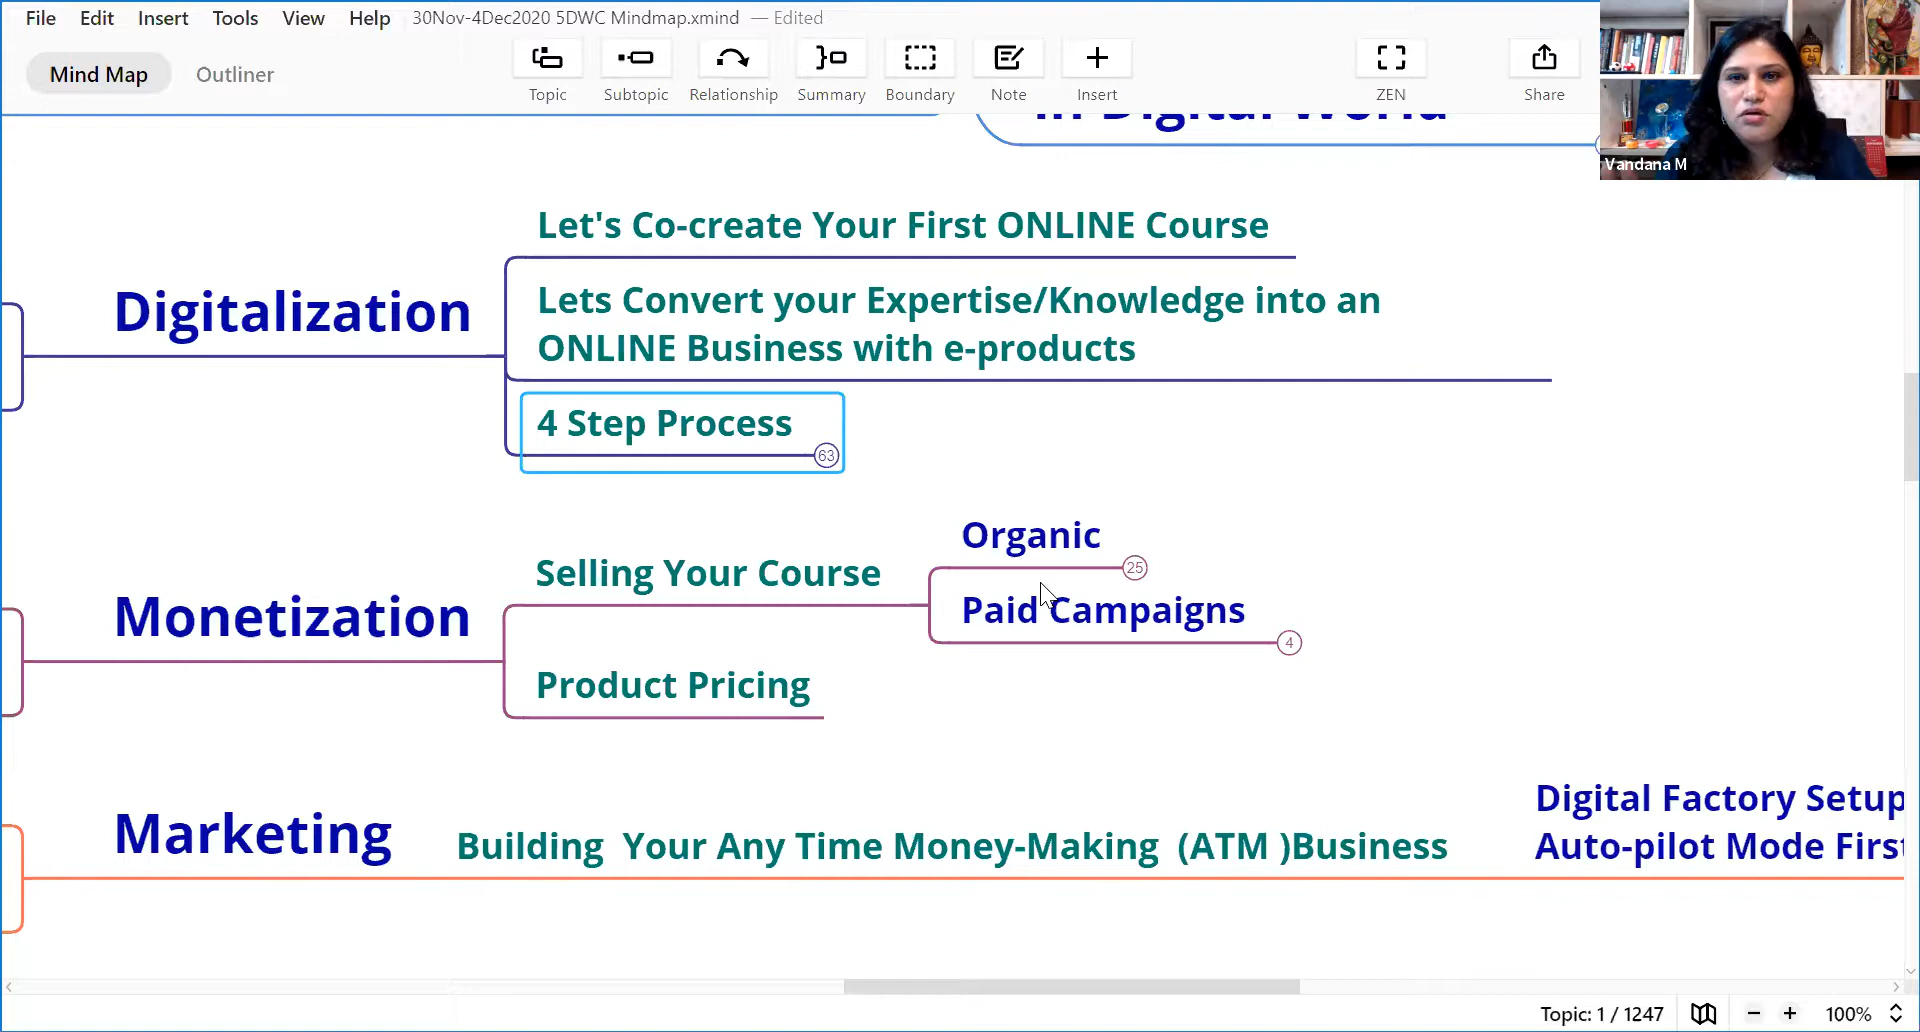 File Edit Insert Tools View Help 30Nov-4Dec2020 5DWC Mindmap.xmind — Edited
Mind Map Outliner
Topic Subtopic Relationship Summary Boundary Note Insert ZEN Share
Vandana M
in Digital World
Let's Co-create Your First ONLINE Course
Digitalization
Lets Convert your Expertise/Knowledge into an
ONLINE Business with e-products
4 Step Process
63
Organic
25
Selling Your Course
Paid Campaigns
4
Monetization
Product Pricing
Marketing
Building Your Any Time Money-Making (ATM )Business
Digital Factory Setup
Auto-pilot Mode First
Topic: 1 / 1247 100%